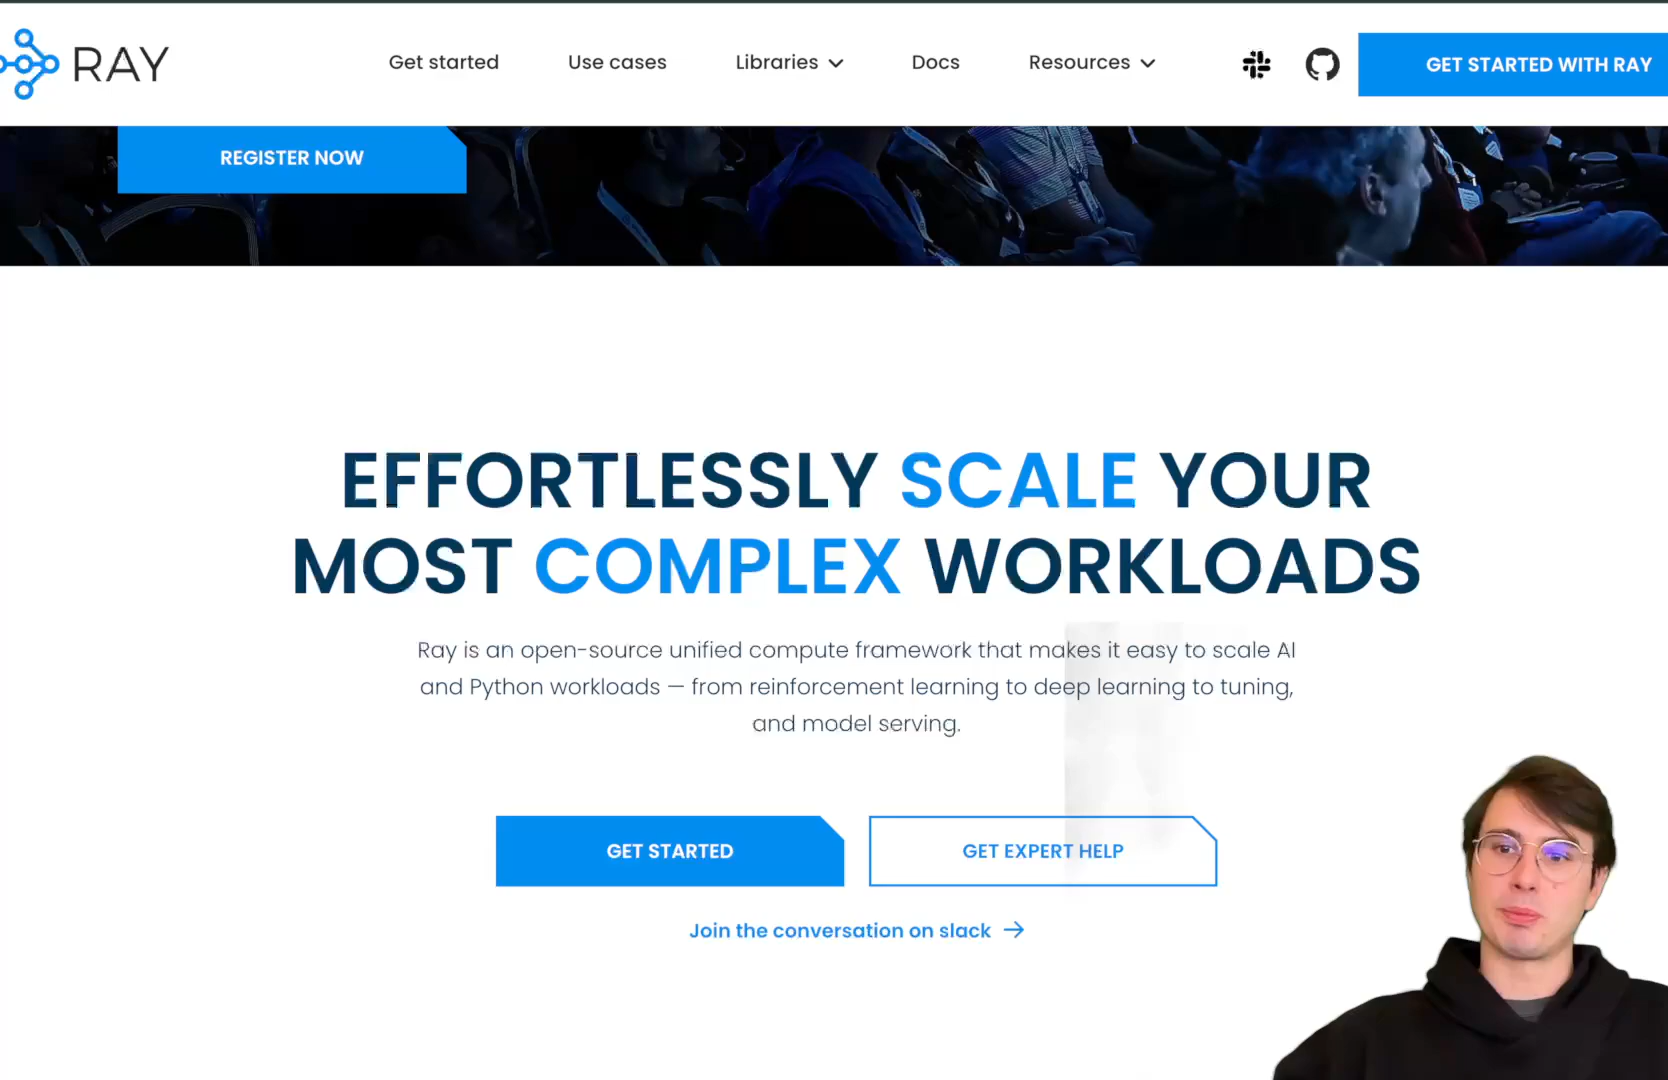 RAY
Get started
Use cases
Libraries
Docs
Resources
GET STARTED WITH RAY
REGISTER NOW
EFFORTLESSLY SCALE YOUR
MOST COMPLEX WORKLOADS
Ray is an open-source unified compute framework that makes it easy to scale AI
and Python workloads — from reinforcement learning to deep learning to tuning,
and model serving.
GET STARTED
GET EXPERT HELP
Join the conversation on slack